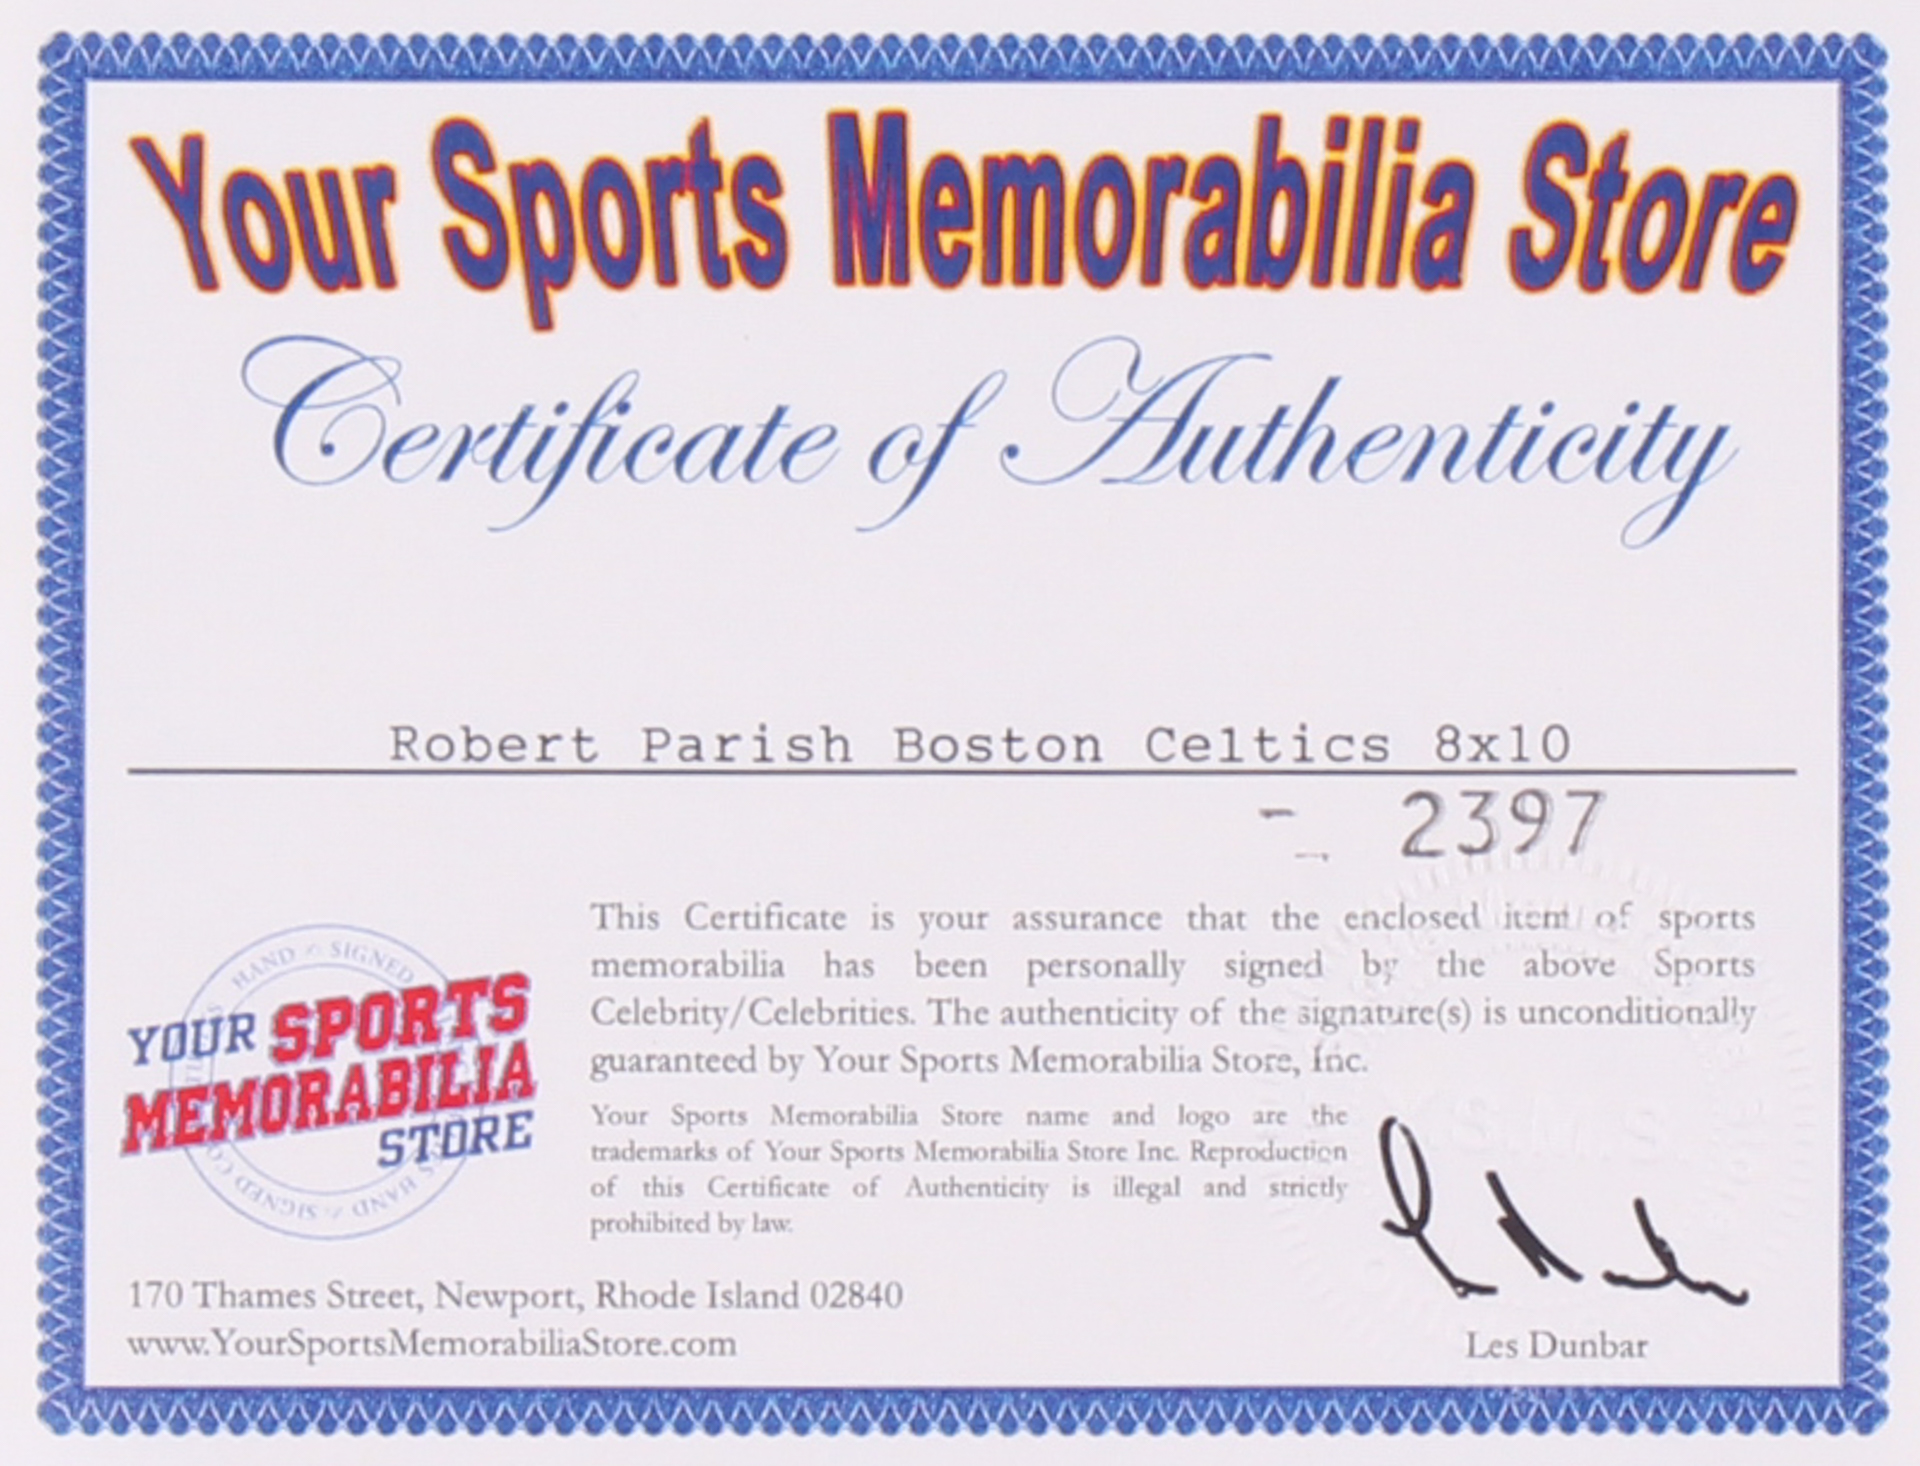 Your Sports Memorabilia Store
Certificate of Authenticity
Robert Parish Boston Celtics 8x10
2397
This Certificate is your assurance that the enclosed item of sports
memorabilia has been personally signed by the above Sports
Celebrity/Celebrities. The authenticity of the signature(s) is unconditionally
guaranteed by Your Sports Memorabilia Store, Inc.
Your Sports Memorabilia Store name and logo are the
trademarks of Your Sports Memorabilia Store Inc. Reproduction
of this Certificate of Authenticity is illegal and strictly
prohibited by law.
HAND SIGNED
YOUR SPORTS
MEMORABILIA
STORE
HAND SIGNED
170 Thames Street, Newport, Rhode Island 02840
www.YourSportsMemorabiliaStore.com
Les Dunbar